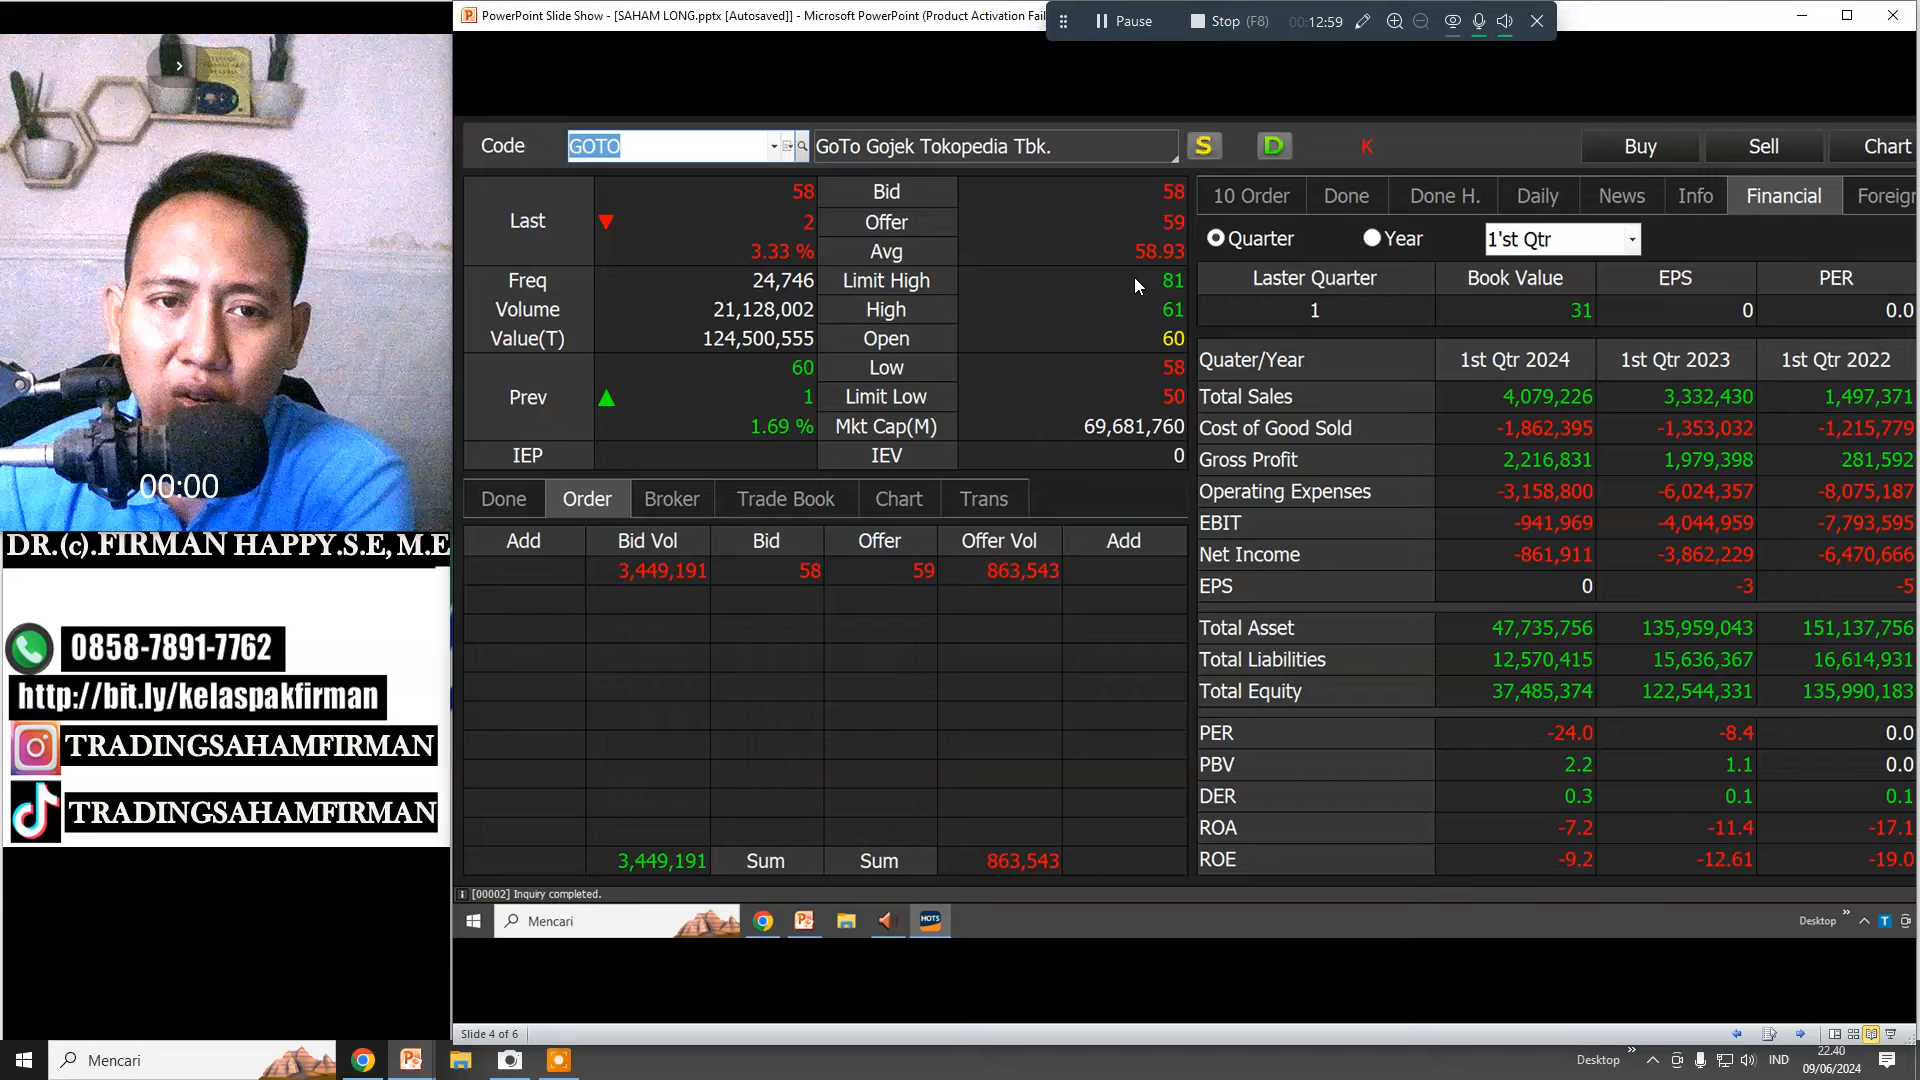 PowerPoint Slide Show - [SAHAM LONG.pptx [Autosaved]] - Microsoft PowerPoint (Product Activation Fail
Pause
Stop (F8)
00:12:59
Code
GOTO
GoTo Gojek Tokopedia Tbk.
S
D
K
Buy
Sell
Chart
Last
58
2
3.33 %
Bid 58
Offer 59
Avg 58.93
Freq 24,746 Limit High 81
Volume 21,128,002 High 61
Value(T) 124,500,555 Open 60
Prev
60
1
1.69 %
Low 58
Limit Low 50
Mkt Cap(M) 69,681,760
IEP IEV 0
Done Order Broker Trade Book Chart Trans
Add Bid Vol Bid Offer Offer Vol Add
3,449,191 58 59 863,543
3,449,191 Sum Sum 863,543
10 Order Done Done H. Daily News Info Financial Foreign
Quarter Year 1'st Qtr
Laster Quarter Book Value EPS PER
1 31 0 0.0
Quater/Year 1st Qtr 2024 1st Qtr 2023 1st Qtr 2022
Total Sales 4,079,226 3,332,430 1,497,371
Cost of Good Sold -1,862,395 -1,353,032 -1,215,779
Gross Profit 2,216,831 1,979,398 281,592
Operating Expenses -3,158,800 -6,024,357 -8,075,187
EBIT -941,969 -4,044,959 -7,793,595
Net Income -861,911 -3,862,229 -6,470,666
EPS 0 -3 -5
Total Asset 47,735,756 135,959,043 151,137,756
Total Liabilities 12,570,415 15,636,367 16,614,931
Total Equity 37,485,374 122,544,331 135,990,183
PER -24.0 -8.4 0.0
PBV 2.2 1.1 0.0
DER 0.3 0.1 0.1
ROA -7.2 -11.4 -17.1
ROE -9.2 -12.61 -19.0
[00002] Inquiry completed.
Mencari
HOTS
Desktop
T
Slide 4 of 6
00:00
DR.(c).FIRMAN HAPPY.S.E, M.E
0858-7891-7762
http://bit.ly/kelaspakfirman
TRADINGSAHAMFIRMAN
TRADINGSAHAMFIRMAN
Mencari
Desktop
IND
22.40
09/06/2024